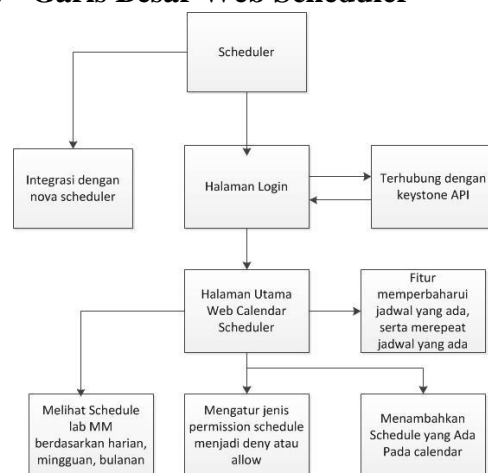 Garis Besar Web Scheduler
Scheduler
Integrasi dengan
nova scheduler
Halaman Login
Terhubung dengan
keystone API
Halaman Utama
Web Calendar
Scheduler
Fitur
memperbaharui
jadwal yang ada,
serta merepeat
jadwal yang ada
Melihat Schedule
lab MM
berdasarkan harian,
mingguan, bulanan
Mengatur jenis
permission schedule
menjadi deny atau
allow
Menambahkan
Schedule yang Ada
Pada calendar